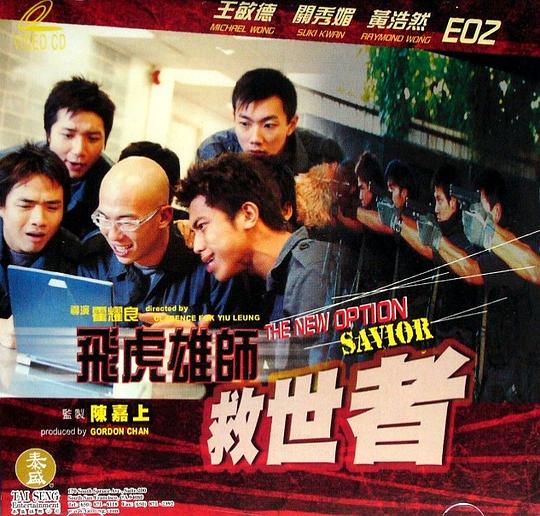 王敏德 關秀媚 黃浩然 E02
MICHAEL WONG SUKI KWAN RAYMOND WONG
VIDEO CD
導演 霍耀良 directed by
CLARENCE FOK YIU LEUNG
THE NEW OPTION
SAVIOR
飛虎雄師
救世者
監製 陳嘉上
produced by GORDON CHAN
泰盛
TAI SENG
Entertainment